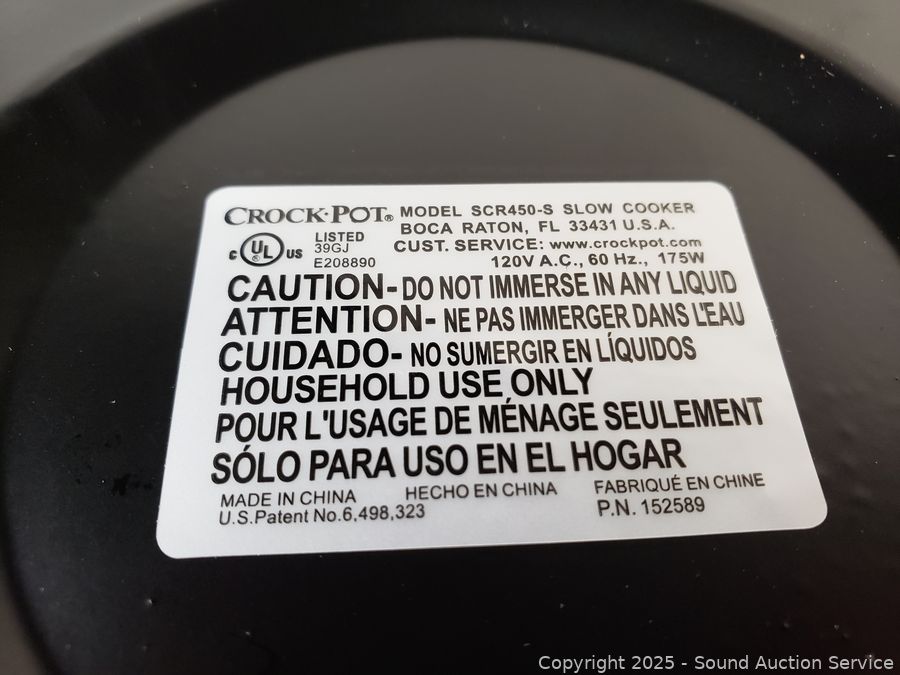 CROCK·POT® MODEL SCR450-S SLOW COOKER
BOCA RATON, FL 33431 U.S.A.
c UL® US LISTED 39GJ E208890
CUST. SERVICE: www.crockpot.com
120V A.C., 60 Hz., 175W
CAUTION- DO NOT IMMERSE IN ANY LIQUID
ATTENTION- NE PAS IMMERGER DANS L'EAU
CUIDADO- NO SUMERGIR EN LÍQUIDOS
HOUSEHOLD USE ONLY
POUR L'USAGE DE MÉNAGE SEULEMENT
SÓLO PARA USO EN EL HOGAR
MADE IN CHINA HECHO EN CHINA FABRIQUÉ EN CHINE
U.S.Patent No.6,498,323 P.N. 152589
Copyright 2025 - Sound Auction Service